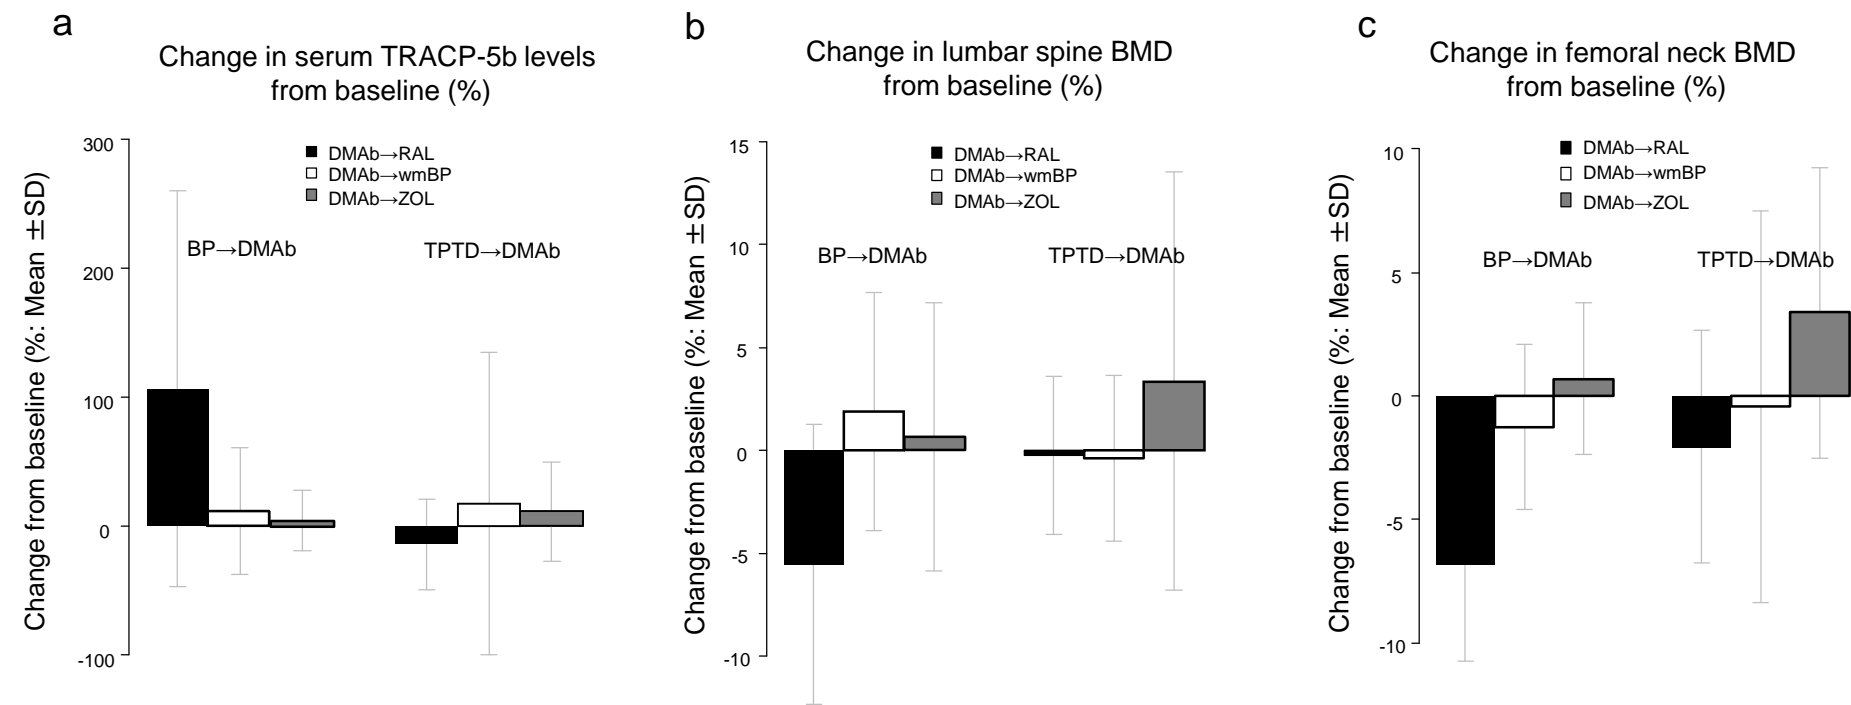 a
Change in serum TRACP-5b levels
from baseline (%)
Change from baseline (%: Mean ±SD)
300
200
100
0
-100
DMAb→RAL
DMAb→wmBP
DMAb→ZOL
BP→DMAb
TPTD→DMAb
b
Change in lumbar spine BMD
from baseline (%)
Change from baseline (%: Mean ±SD)
15
10
5
0
-5
-10
DMAb→RAL
DMAb→wmBP
DMAb→ZOL
BP→DMAb
TPTD→DMAb
c
Change in femoral neck BMD
from baseline (%)
Change from baseline (%: Mean ±SD)
10
5
0
-5
-10
DMAb→RAL
DMAb→wmBP
DMAb→ZOL
BP→DMAb
TPTD→DMAb